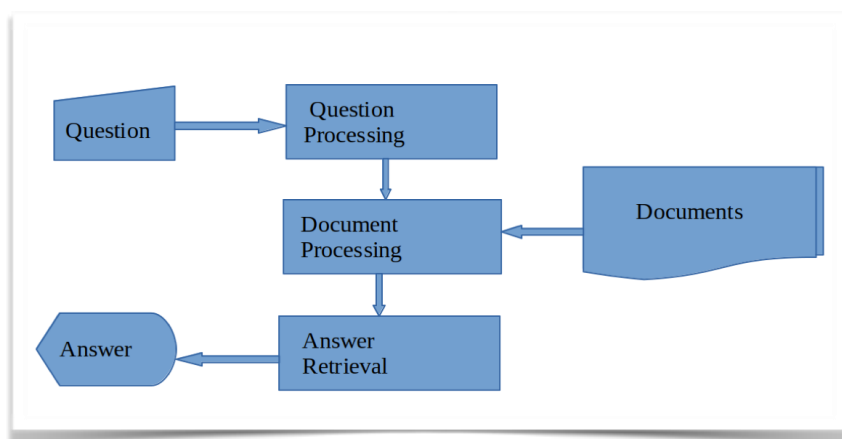 Question
Question
Processing
Document
Processing
Documents
Answer
Retrieval
Answer